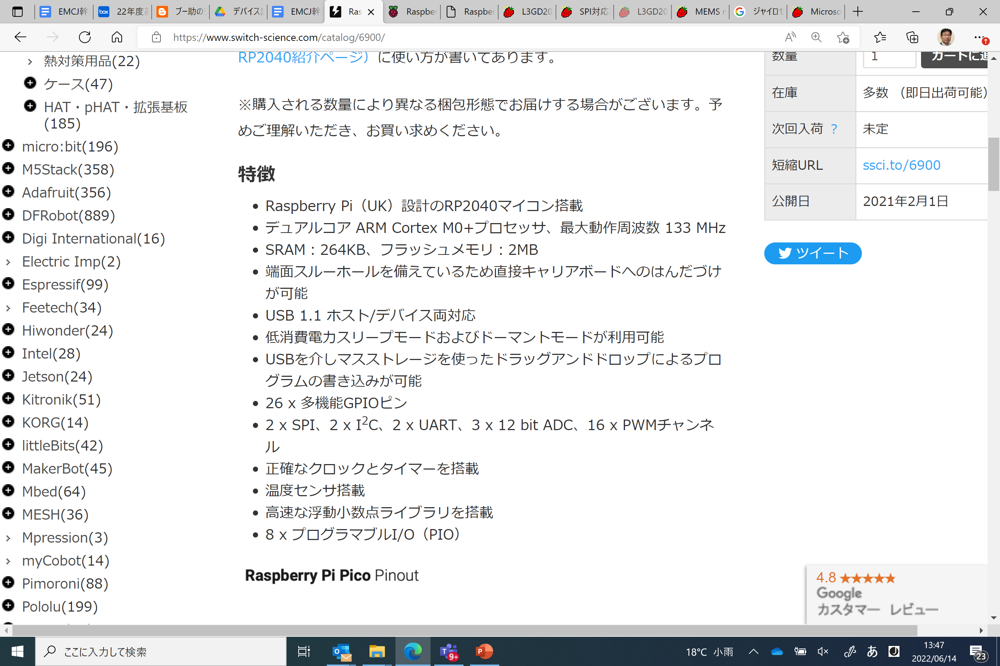 EMCJ幹
22年度
ブー助の
デバイス
EMCJ幹
Ras
Raspber
Raspber
L3GD20
SPI対応
L3GD20
MEMS
ジャイロセ
Microso
https://www.switch-science.com/catalog/6900/
熱対策用品(22)
ケース(47)
HAT・pHAT・拡張基板
(185)
micro:bit(196)
M5Stack(358)
Adafruit(356)
DFRobot(889)
Digi International(16)
Electric Imp(2)
Espressif(99)
Feetech(34)
Hiwonder(24)
Intel(28)
Jetson(24)
Kitronik(51)
KORG(14)
littleBits(42)
MakerBot(45)
Mbed(64)
MESH(36)
Mpression(3)
myCobot(14)
Pimoroni(88)
Pololu(199)
RP2040紹介ページ）に使い方が書いてあります。
※購入される数量により異なる梱包形態でお届けする場合がございます。予
めご理解いただき、お買い求めください。
特徴
• Raspberry Pi（UK）設計のRP2040マイコン搭載
• デュアルコア ARM Cortex M0+プロセッサ、最大動作周波数 133 MHz
• SRAM：264KB、フラッシュメモリ：2MB
• 端面スルーホールを備えているため直接キャリアボードへのはんだづけ
が可能
• USB 1.1 ホスト/デバイス両対応
• 低消費電力スリープモードおよびドーマントモードが利用可能
• USBを介しマスストレージを使ったドラッグアンドドロップによるプロ
グラムの書き込みが可能
• 26 x 多機能GPIOピン
• 2 x SPI、2 x I²C、2 x UART、3 x 12 bit ADC、16 x PWMチャンネ
ル
• 正確なクロックとタイマーを搭載
• 温度センサ搭載
• 高速な浮動小数点ライブラリを搭載
• 8 x プログラマブルI/O（PIO）
Raspberry Pi Pico Pinout
数量 1 カートに追
在庫 多数 （即日出荷可能）
次回入荷 ? 未定
短縮URL ssci.to/6900
公開日 2021年2月1日
ツイート
4.8 ★★★★★
Google
カスタマー レビュー
ここに入力して検索
9+
18°C 小雨
あ
13:47
2022/06/14
23